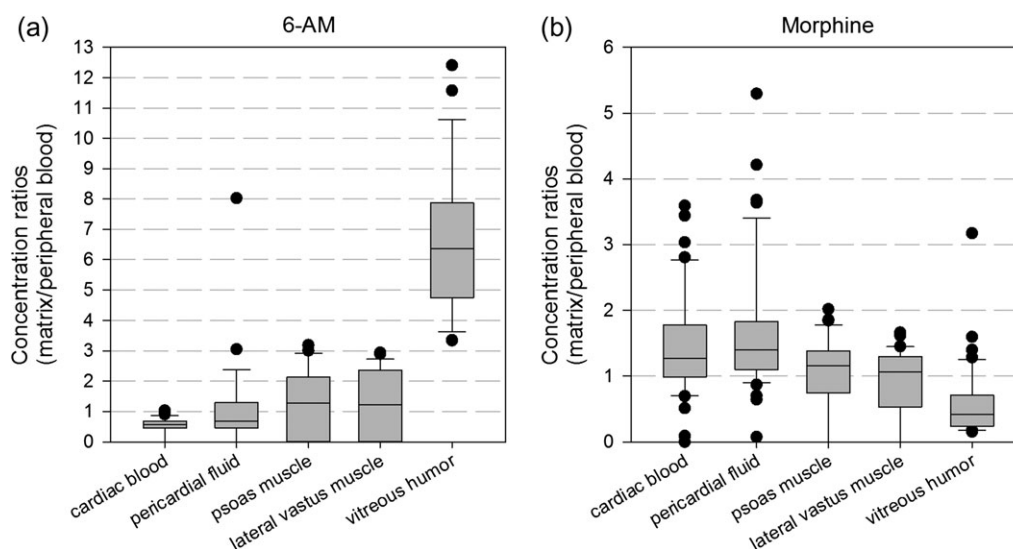 (a)
6-AM
Concentration ratios
(matrix/peripheral blood)
13
12
11
10
9
8
7
6
5
4
3
2
1
0
cardiac blood
pericardial fluid
psoas muscle
lateral vastus muscle
vitreous humor
(b)
Morphine
Concentration ratios
(matrix/peripheral blood)
6
5
4
3
2
1
0
cardiac blood
pericardial fluid
psoas muscle
lateral vastus muscle
vitreous humor